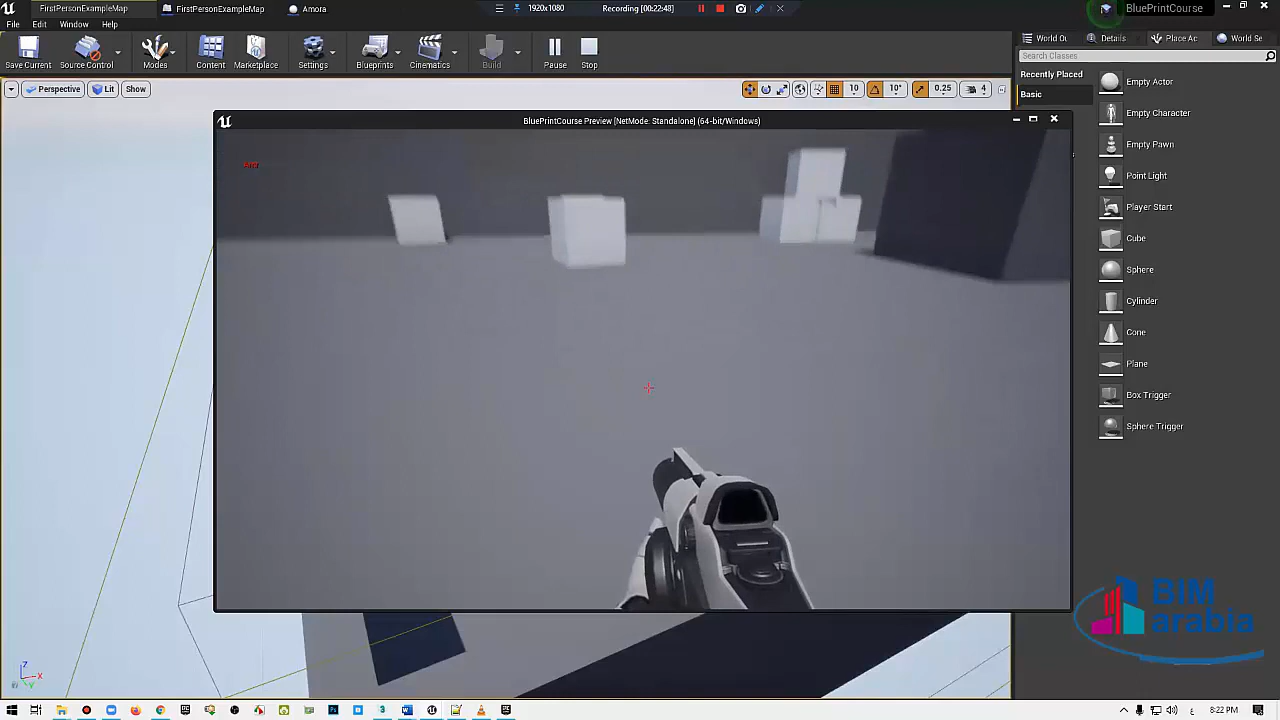 FirstPersonExampleMap
FirstPersonExampleMap
Amora
1920x1080
Recording [00:22:48]
BluePrintCourse
File
Edit
Window
Help
Save Current
Source Control
Modes
Content
Marketplace
Settings
Blueprints
Cinematics
Build
Pause
Stop
World Ou
Details
Place Ac
World Se
Search Classes
Perspective
Lit
Show
10
10°
0.25
4
Recently Placed
Basic
Empty Actor
Empty Character
Empty Pawn
Point Light
Player Start
Cube
Sphere
Cylinder
Cone
Plane
Box Trigger
Sphere Trigger
BluePrintCourse Preview [NetMode: Standalone] (64-bit/Windows)
BIM
arabia
Z
X
Y
8:22 PM